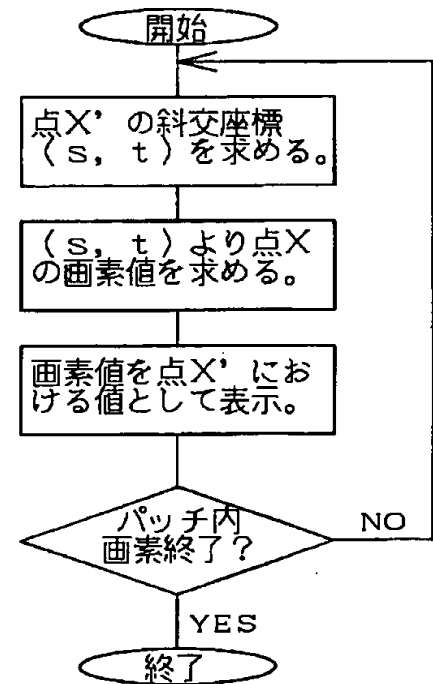 開始
点X’の斜交座標
(s, t)を求める。
(s, t)より点X
の画素値を求める。
画素値を点X’にお
ける値として表示。
パッチ内
画素終了?
NO
YES
終了